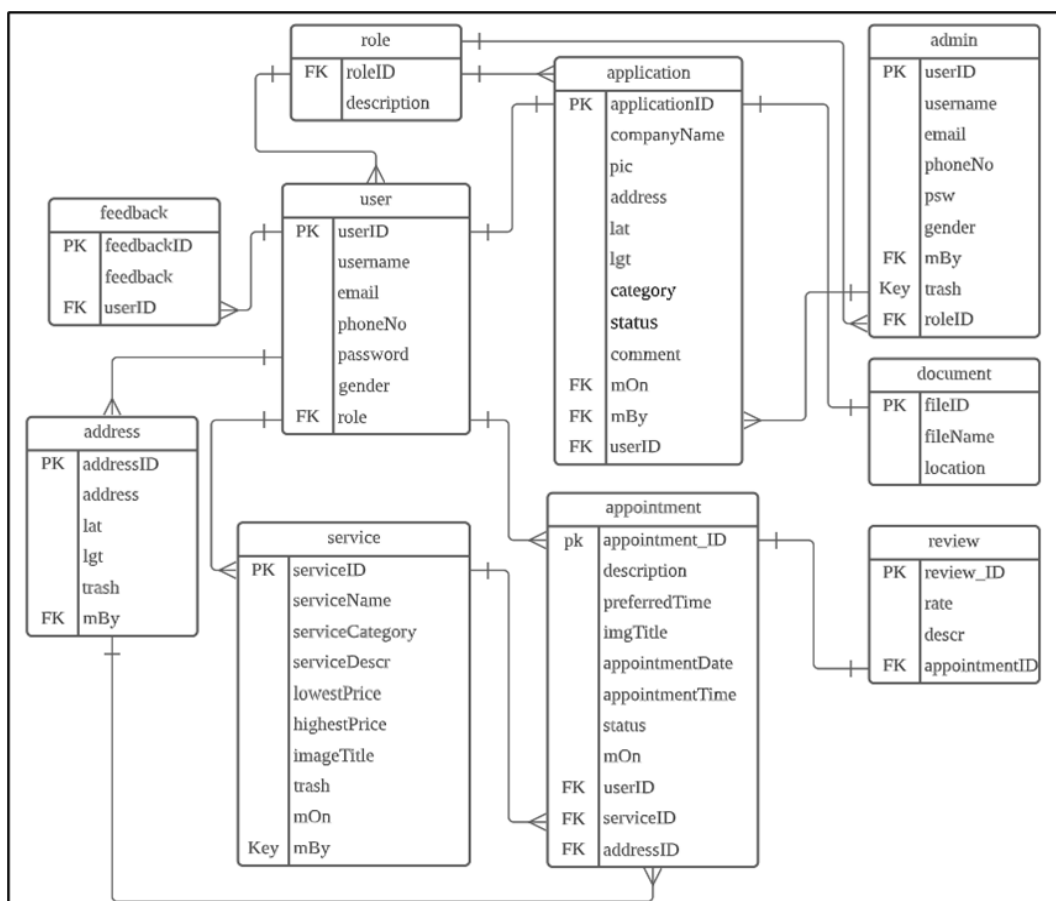 role
FK roleID
description
application
PK applicationID
companyName
pic
address
lat
lgt
category
status
comment
FK mOn
FK mBy
FK userID
admin
PK userID
username
email
phoneNo
psw
gender
FK mBy
Key trash
FK roleID
user
PK userID
username
email
phoneNo
password
gender
FK role
feedback
PK feedbackID
feedback
FK userID
document
PK fileID
fileName
location
address
PK addressID
address
lat
lgt
trash
FK mBy
service
PK serviceID
serviceName
serviceCategory
serviceDescr
lowestPrice
highestPrice
imageTitle
trash
mOn
Key mBy
appointment
pk appointment_ID
description
preferredTime
imgTitle
appointmentDate
appointmentTime
status
mOn
FK userID
FK serviceID
FK addressID
review
PK review_ID
rate
descr
FK appointmentID